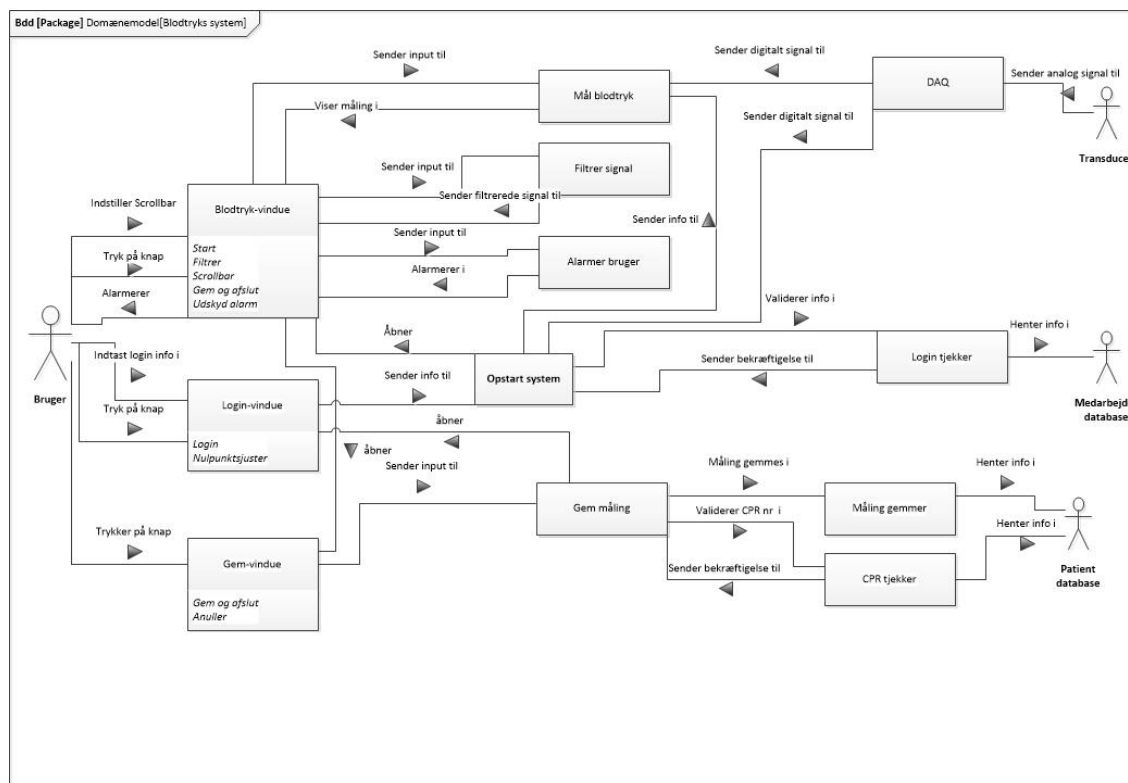 Bdd [Package] Domænemodel[Blodtryks system]
Sender input til
Sender digitalt signal til
Mål blodtryk
DAQ
Sender analog signal til
Viser måling i
Sender digitalt signal til
Transduce
Sender input til
Filtrer signal
Indstiller Scrollbar
Sender filtrerede signal til
Blodtryk-vindue
Sender info til
Sender input til
Start
Filtrer
Scrollbar
Gem og afslut
Udskyd alarm
Tryk på knap
Alarmer bruger
Alarmerer i
Alarmerer
Validerer info i
Åbner
Henter info i
Indtast login info i
Sender bekræftigelse til
Login tjekker
Bruger
Sender info til
Opstart system
Medarbejd
database
Login-vindue
Tryk på knap
åbner
Login
Nulpunktsjuster
åbner
Sender input til
Måling gemmes i
Henter info i
Gem måling
Måling gemmer
Validerer CPR nr i
Henter info i
Trykker på knap
Gem-vindue
Sender bekræftigelse til
CPR tjekker
Patient
database
Gem og afslut
Anuller